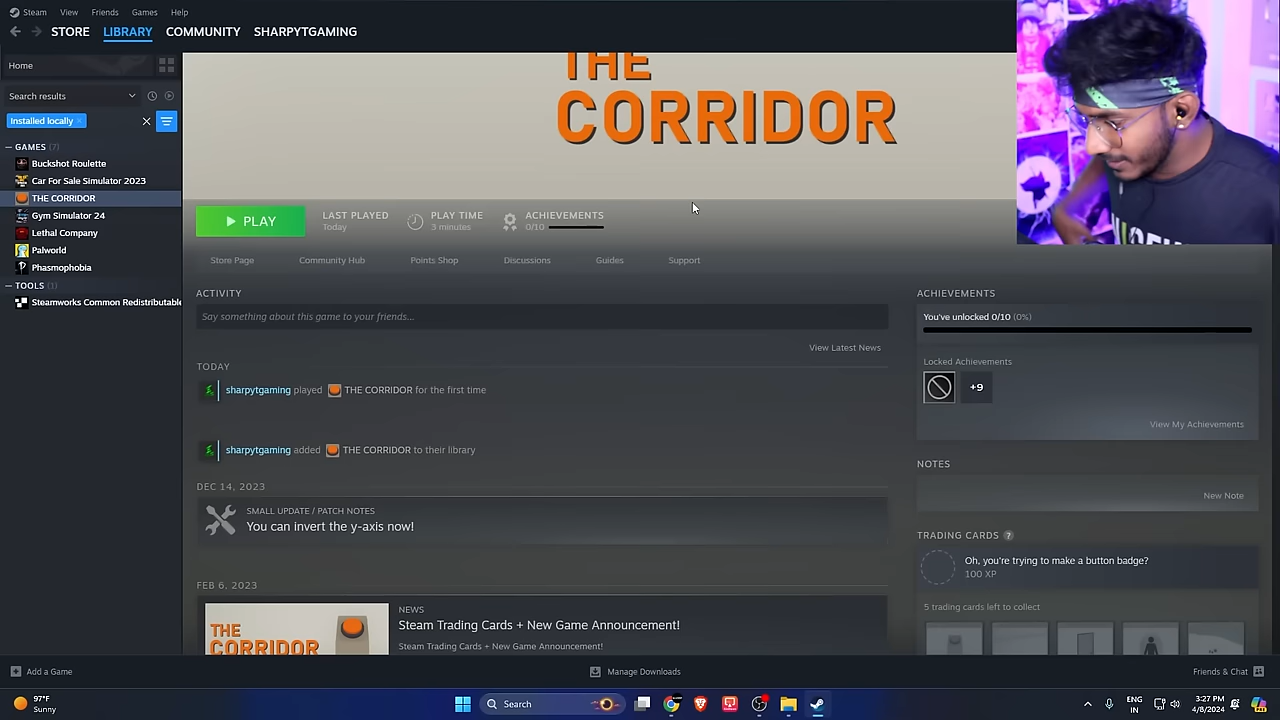 Steam View Friends Games Help
STORE LIBRARY COMMUNITY SHARPYTGAMING
Home
Search results
Installed locally ×
GAMES (7)
Buckshot Roulette
Car For Sale Simulator 2023
THE CORRIDOR
Gym Simulator 24
Lethal Company
Palworld
Phasmophobia
TOOLS (1)
Steamworks Common Redistributable
THE
CORRIDOR
PLAY
LAST PLAYED
Today
PLAY TIME
3 minutes
ACHIEVEMENTS
0/10
Store Page Community Hub Points Shop Discussions Guides Support
ACTIVITY
Say something about this game to your friends...
View Latest News
TODAY
sharpytgaming played THE CORRIDOR for the first time
sharpytgaming added THE CORRIDOR to their library
DEC 14, 2023
SMALL UPDATE / PATCH NOTES
You can invert the y-axis now!
FEB 6, 2023
THE
CORRIDOR
NEWS
Steam Trading Cards + New Game Announcement!
Steam Trading Cards + New Game Announcement!
ACHIEVEMENTS
You've unlocked 0/10 (0%)
Locked Achievements
+9
View My Achievements
NOTES
New Note
TRADING CARDS ?
Oh, you're trying to make a button badge?
100 XP
5 trading cards left to collect
Add a Game
Manage Downloads
Friends & Chat
97°F
Sunny
Search
ENG
IN
3:27 PM
4/8/2024